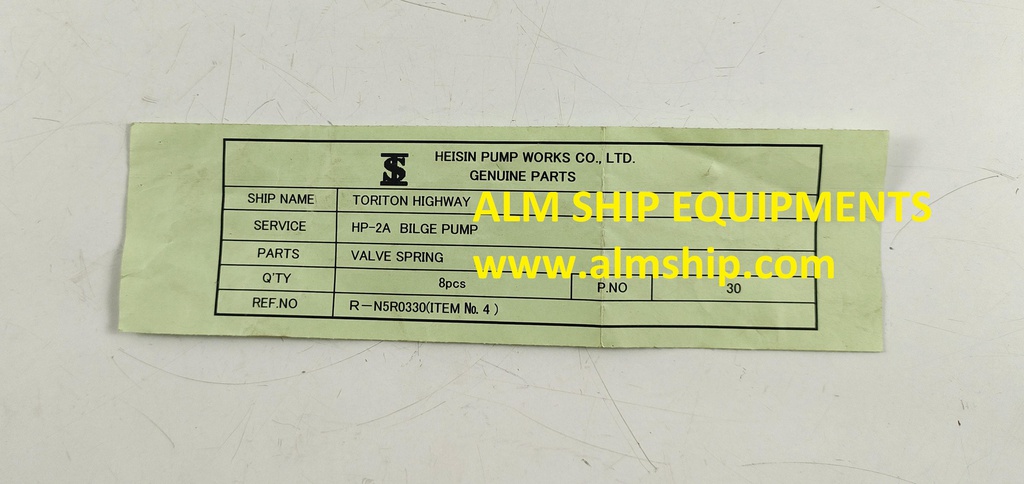 HEISIN PUMP WORKS CO., LTD.
GENUINE PARTS
SHIP NAME TORITON HIGHWAY
ALM SHIP EQUIPMENTS
SERVICE HP-2A BILGE PUMP
PARTS VALVE SPRING
www.almship.com
Q'TY 8pcs P.NO 30
REF.NO R-N5R0330(ITEM No. 4)